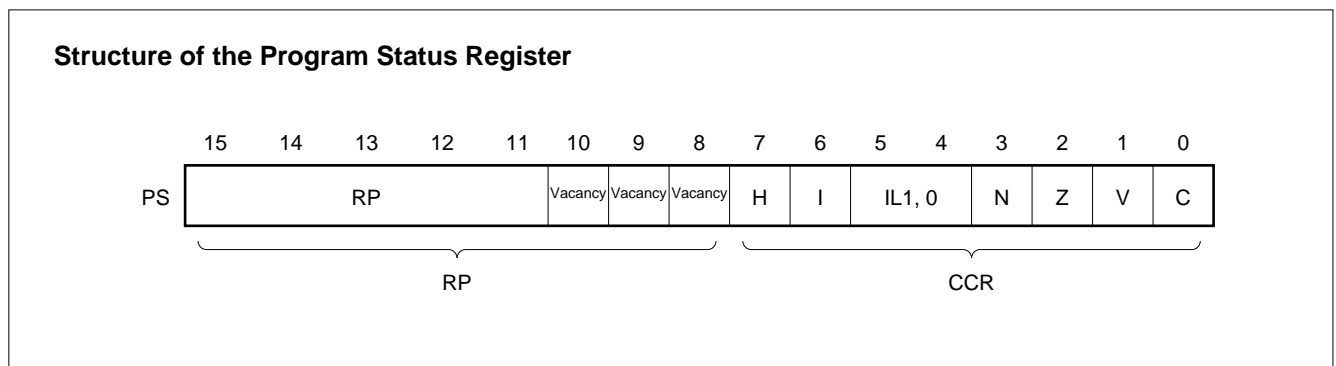 Structure of the Program Status Register
15 14 13 12 11 10 9 8 7 6 5 4 3 2 1 0
PS RP Vacancy Vacancy Vacancy H I IL1, 0 N Z V C
RP CCR